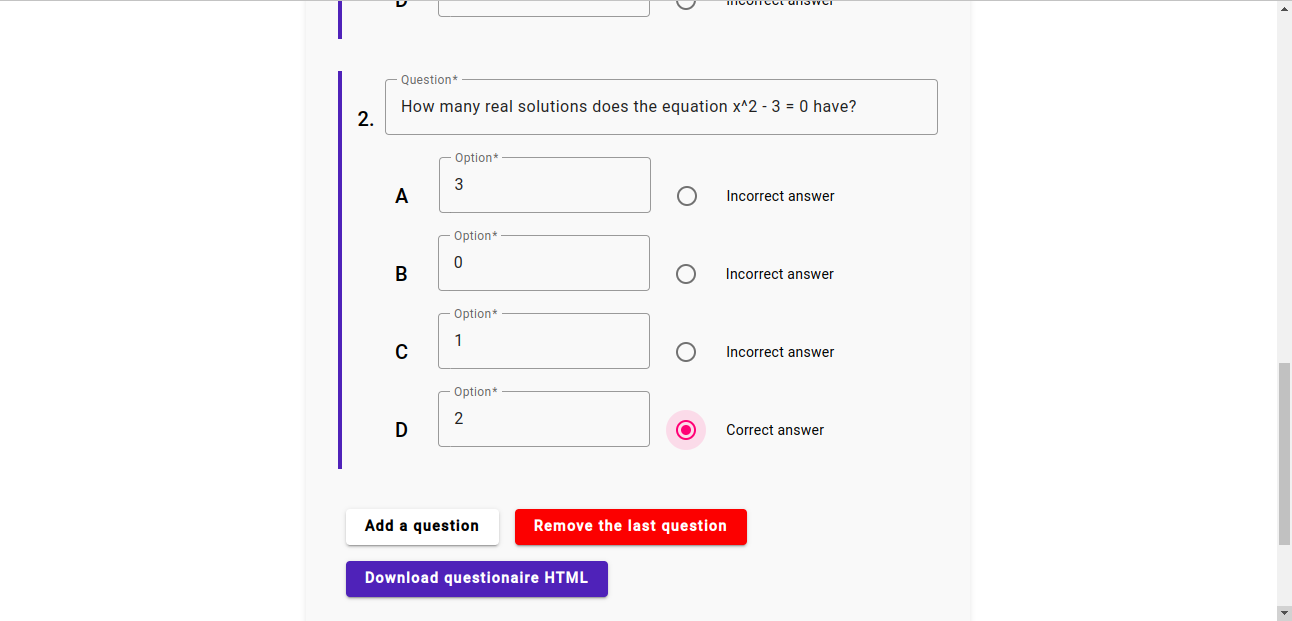 D Incorrect answer
Question*
2. How many real solutions does the equation x^2 - 3 = 0 have?
Option*
A 3 Incorrect answer
Option*
B 0 Incorrect answer
Option*
C 1 Incorrect answer
Option*
D 2 Correct answer
Add a question Remove the last question
Download questionaire HTML